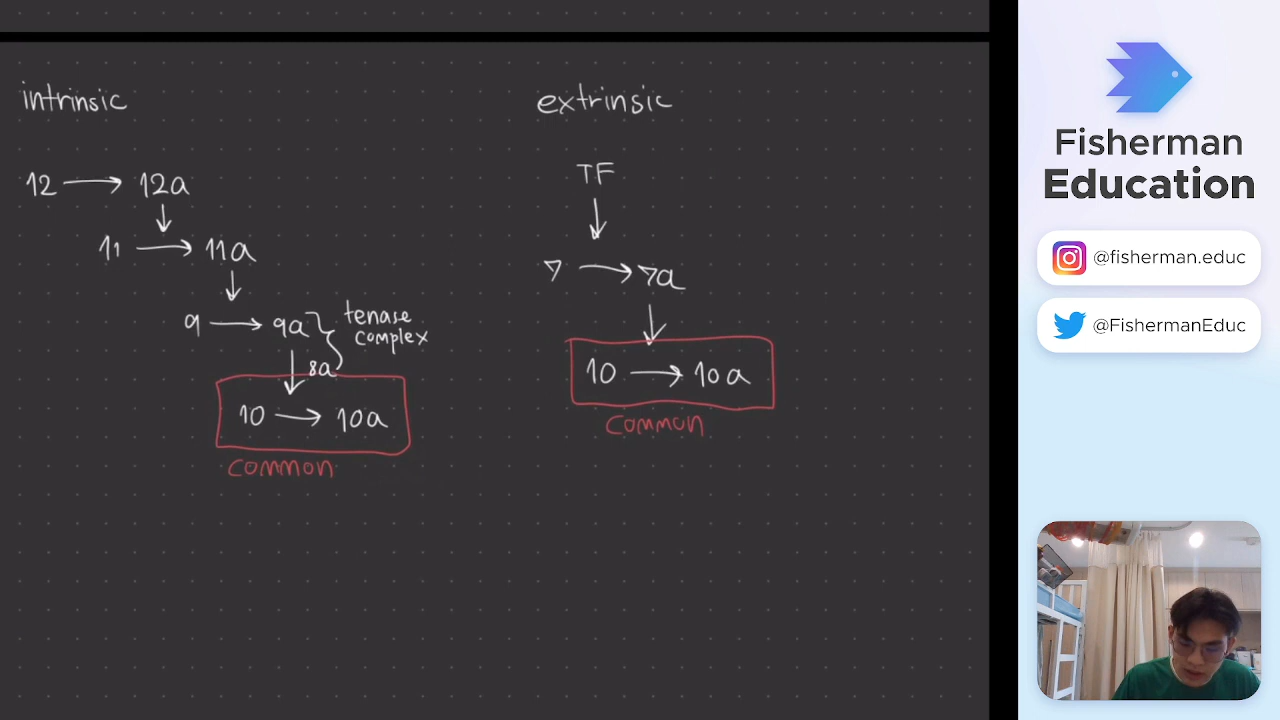 intrinsic
12 → 12a
11 → 11a
9 → 9a
tenase
complex
8a
10 → 10a
common
extrinsic
TF
7 → 7a
10 → 10a
common
Fisherman
Education
@fisherman.educ
@FishermanEduc